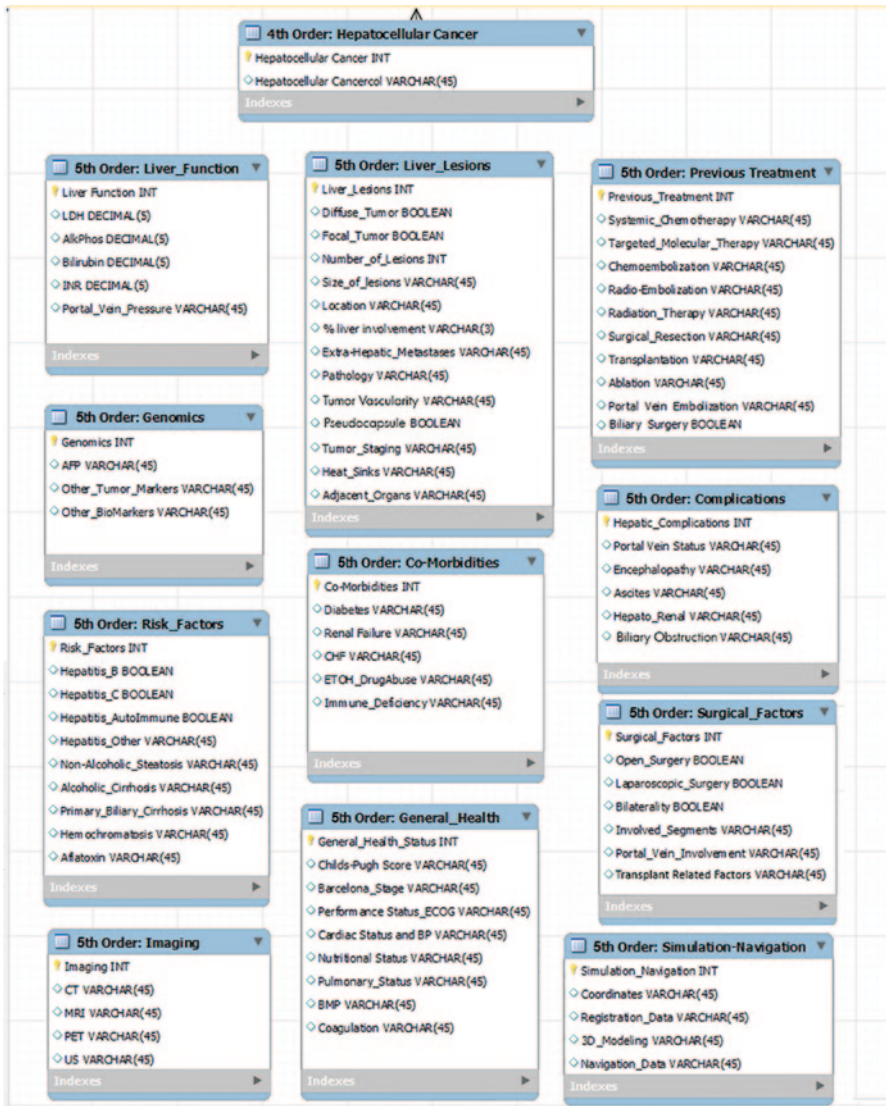 4th Order: Hepatocellular Cancer
Hepatocellular Cancer INT
Hepatocellular Cancercol VARCHAR(45)
Indexes
5th Order: Liver_Function
Liver Function INT
LDH DECIMAL(5)
AlkPhos DECIMAL(5)
Bilirubin DECIMAL(5)
INR DECIMAL(5)
Portal_Vein_Pressure VARCHAR(45)
Indexes
5th Order: Genomics
Genomics INT
AFP VARCHAR(45)
Other_Tumor_Markers VARCHAR(45)
Other_BioMarkers VARCHAR(45)
Indexes
5th Order: Risk_Factors
Risk_Factors INT
Hepatitis_B BOOLEAN
Hepatitis_C BOOLEAN
Hepatitis_AutoImmune BOOLEAN
Hepatitis_Other VARCHAR(45)
Non-Alcoholic_Steatosis VARCHAR(45)
Alcoholic_Cirrhosis VARCHAR(45)
Primary_Biliary_Cirrhosis VARCHAR(45)
Hemochromatosis VARCHAR(45)
Aflatoxin VARCHAR(45)
Indexes
5th Order: Imaging
Imaging INT
CT VARCHAR(45)
MRI VARCHAR(45)
PET VARCHAR(45)
US VARCHAR(45)
Indexes
5th Order: Liver_Lesions
Liver_Lesions INT
Diffuse_Tumor BOOLEAN
Focal_Tumor BOOLEAN
Number_of_Lesions INT
Size_of_lesions VARCHAR(45)
Location VARCHAR(45)
% liver involvement VARCHAR(3)
Extra-Hepatic_Metastases VARCHAR(45)
Pathology VARCHAR(45)
Tumor Vascularity VARCHAR(45)
Pseudocapsule BOOLEAN
Tumor_Staging VARCHAR(45)
Heat_Sinks VARCHAR(45)
Adjacent_Organs VARCHAR(45)
Indexes
5th Order: Co-Morbidities
Co-Morbidities INT
Diabetes VARCHAR(45)
Renal Failure VARCHAR(45)
CHF VARCHAR(45)
ETOH_DrugAbuse VARCHAR(45)
Immune_Deficiency VARCHAR(45)
Indexes
5th Order: General_Health
General_Health_Status INT
Childs-Pugh Score VARCHAR(45)
Barcelona_Stage VARCHAR(45)
Performance Status_ECOG VARCHAR(45)
Cardiac Status and BP VARCHAR(45)
Nutritional Status VARCHAR(45)
Pulmonary_Status VARCHAR(45)
BMP VARCHAR(45)
Coagulation VARCHAR(45)
Indexes
5th Order: Previous Treatment
Previous_Treatment INT
Systemic_Chemotherapy VARCHAR(45)
Targeted_Molecular_Therapy VARCHAR(45)
Chemoembolization VARCHAR(45)
Radio-Embolization VARCHAR(45)
Radiation_Therapy VARCHAR(45)
Surgical_Resection VARCHAR(45)
Transplantation VARCHAR(45)
Ablation VARCHAR(45)
Portal Vein Embolization VARCHAR(45)
Biliary Surgery BOOLEAN
Indexes
5th Order: Complications
Hepatic_Complications INT
Portal Vein Status VARCHAR(45)
Encephalopathy VARCHAR(45)
Ascites VARCHAR(45)
Hepato_Renal VARCHAR(45)
Biliary Obstruction VARCHAR(45)
Indexes
5th Order: Surgical_Factors
Surgical_Factors INT
Open_Surgery BOOLEAN
Laparoscopic_Surgery BOOLEAN
Bilaterality BOOLEAN
Involved_Segments VARCHAR(45)
Portal_Vein_Involvement VARCHAR(45)
Transplant Related Factors VARCHAR(45)
Indexes
5th Order: Simulation-Navigation
Simulation_Navigation INT
Coordinates VARCHAR(45)
Registration_Data VARCHAR(45)
3D_Modeling VARCHAR(45)
Navigation_Data VARCHAR(45)
Indexes